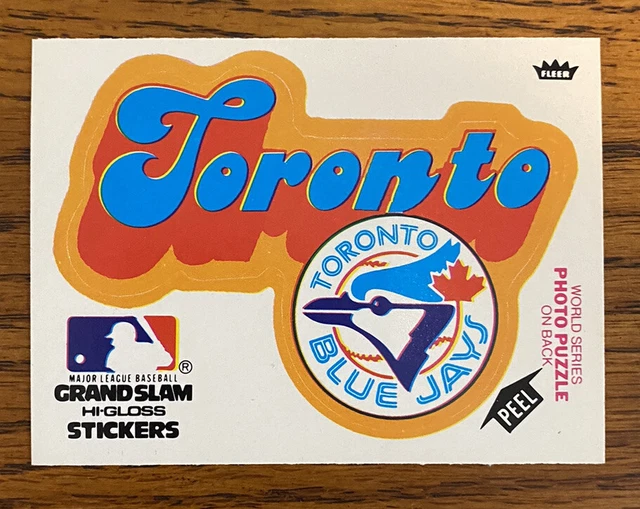 FLEER
Toronto
TORONTO
BLUE JAYS
WORLD SERIES
PHOTO PUZZLE
ON BACK
PEEL
®
MAJOR LEAGUE BASEBALL
GRAND SLAM
HI-GLOSS
STICKERS